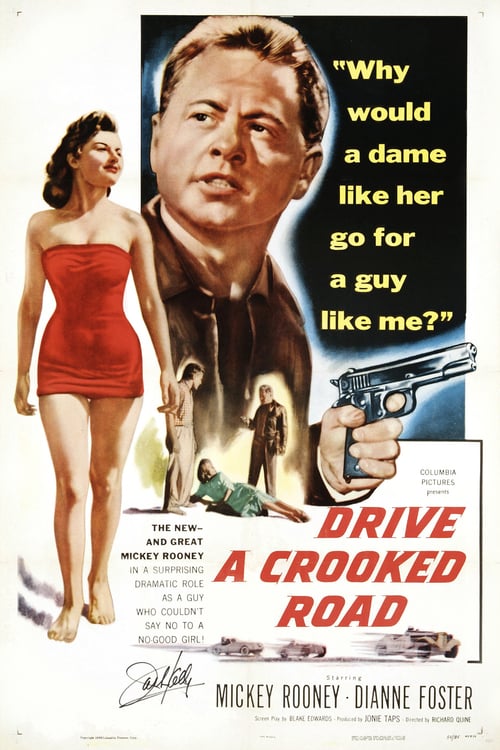 "Why
would
a dame
like her
go for
a guy
like me?"
COLUMBIA
PICTURES
presents
THE NEW—
AND GREAT
MICKEY ROONEY
IN A SURPRISING
DRAMATIC ROLE
AS A GUY
WHO COULDN'T
SAY NO TO A
NO-GOOD GIRL!
DRIVE
A CROOKED
ROAD
Starring
MICKEY ROONEY · DIANNE FOSTER
Screen Play by BLAKE EDWARDS · Produced by JONIE TAPS · Directed by RICHARD QUINE